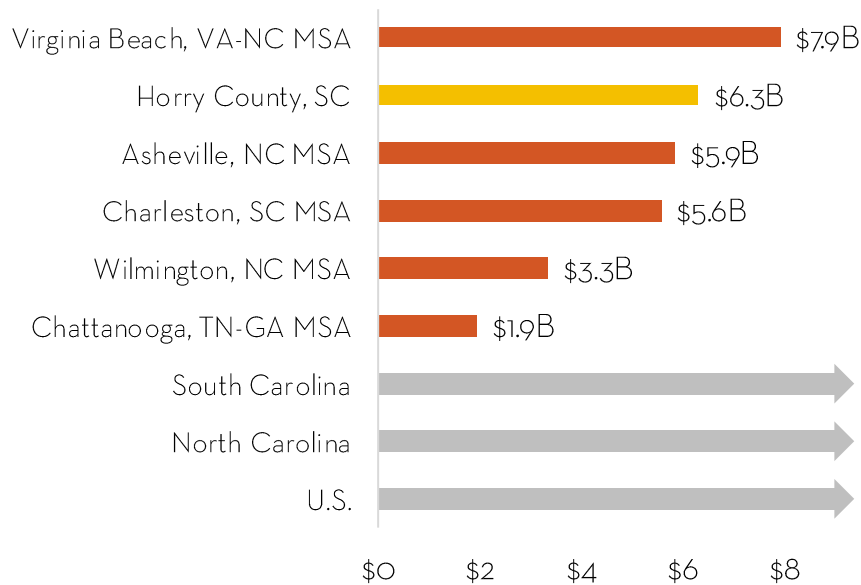 Virginia Beach, VA-NC MSA $7.9B
Horry County, SC $6.3B
Asheville, NC MSA $5.9B
Charleston, SC MSA $5.6B
Wilmington, NC MSA $3.3B
Chattanooga, TN-GA MSA $1.9B
South Carolina
North Carolina
U.S.
$0 $2 $4 $6 $8